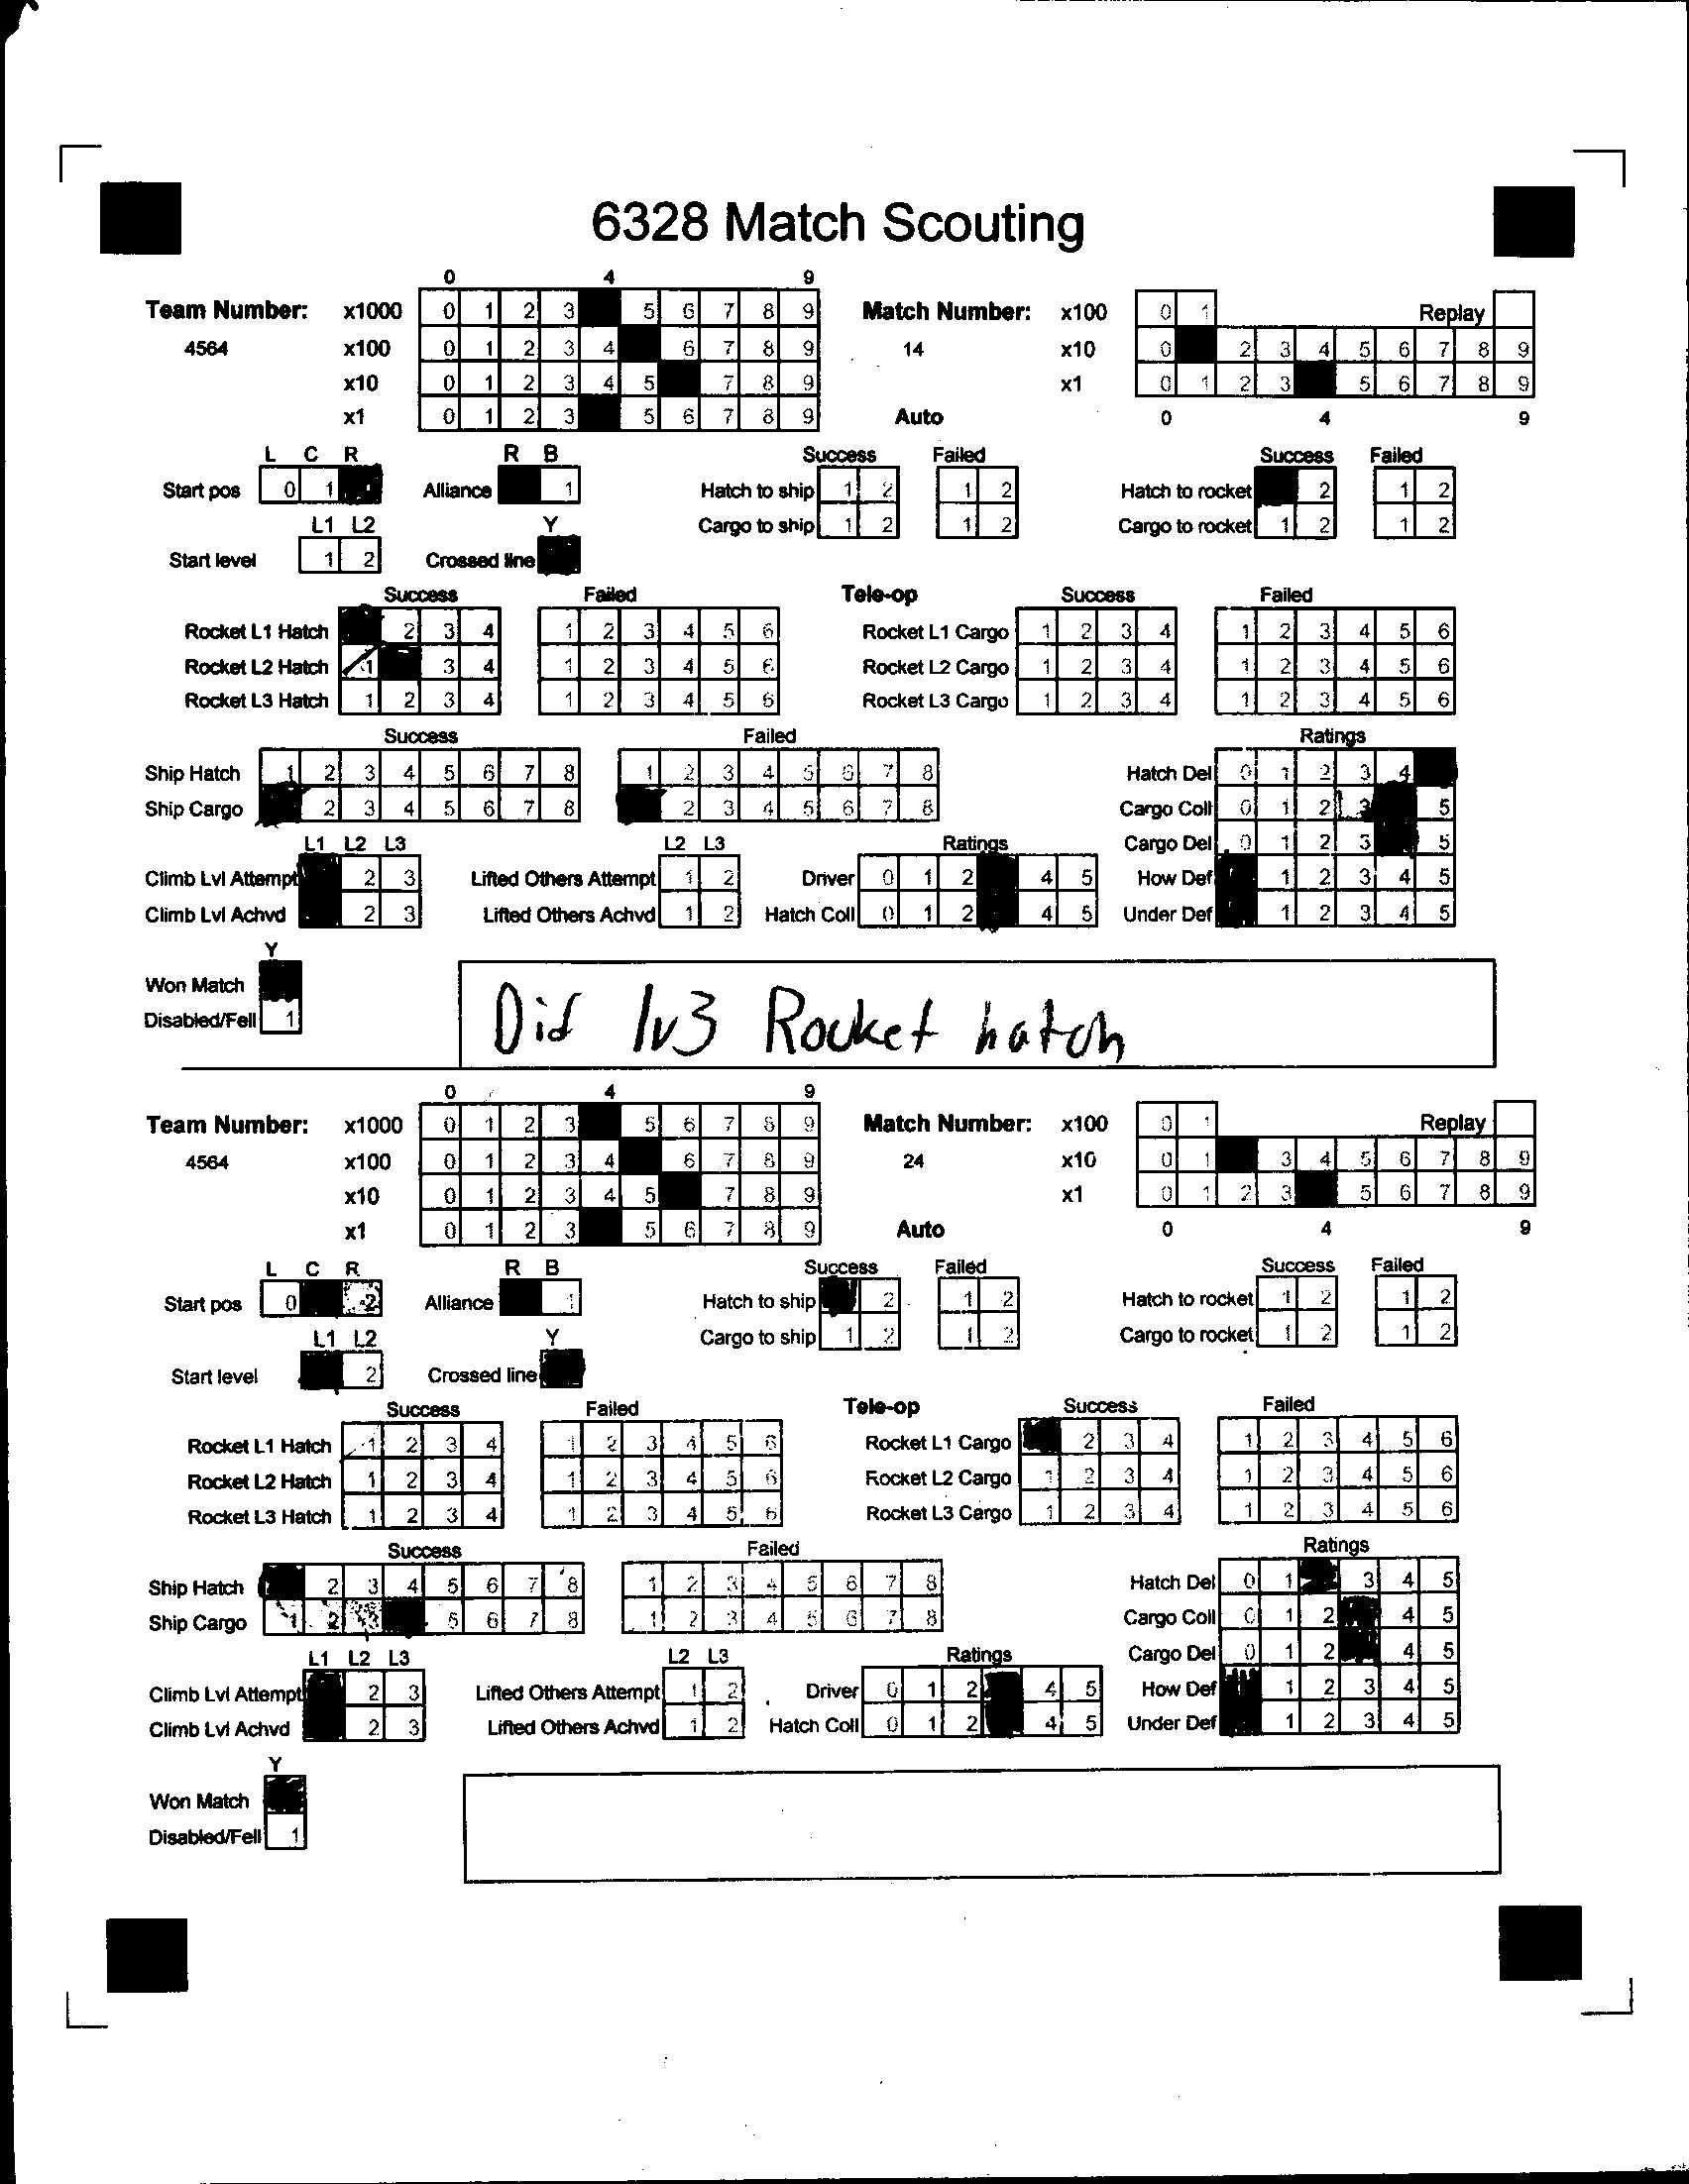 6328 Match Scouting
0 4 9
Team Number: x1000 0 1 2 3 5 6 7 8 9 Match Number: x100 0 1 Replay
4564 x100 0 1 2 3 4 6 7 8 9 14 x10 0 2 3 4 5 6 7 8 9
x10 0 1 2 3 4 5 7 8 9 x1 0 1 2 3 5 6 7 8 9
x1 0 1 2 3 5 6 7 8 9 Auto 0 4 9
L C R R B Success Failed Success Failed
Start pos 0 1 Alliance 1 Hatch to ship 1 2 1 2 Hatch to rocket 2 1 2
L1 L2 Y Cargo to ship 1 2 1 2 Cargo to rocket 1 2 1 2
Start level 1 2 Crossed line
Success Failed Tele-op Success Failed
Rocket L1 Hatch 2 3 4 1 2 3 4 5 6 Rocket L1 Cargo 1 2 3 4 1 2 3 4 5 6
Rocket L2 Hatch 1 3 4 1 2 3 4 5 6 Rocket L2 Cargo 1 2 3 4 1 2 3 4 5 6
Rocket L3 Hatch 1 2 3 4 1 2 3 4 5 6 Rocket L3 Cargo 1 2 3 4 1 2 3 4 5 6
Success Failed Ratings
Ship Hatch 1 2 3 4 5 6 7 8 1 2 3 4 5 6 7 8 Hatch Del 0 1 2 3 4
Ship Cargo 2 3 4 5 6 7 8 2 3 4 5 6 7 8 Cargo Coll 0 1 2 3 5
L1 L2 L3 L2 L3 Ratings Cargo Del 0 1 2 3 5
Climb Lvl Attempt 2 3 Lifted Others Attempt 1 2 Driver 0 1 2 4 5 How Def 1 2 3 4 5
Climb Lvl Achvd 2 3 Lifted Others Achvd 1 2 Hatch Coll 0 1 2 4 5 Under Def 1 2 3 4 5
Y
Won Match
Disabled/Fell 1
Did lv3 Rocket hatch
0 4 9
Team Number: x1000 0 1 2 3 5 6 7 8 9 Match Number: x100 0 1 Replay
4564 x100 0 1 2 3 4 6 7 8 9 24 x10 0 1 3 4 5 6 7 8 9
x10 0 1 2 3 4 5 7 8 9 x1 0 1 2 3 5 6 7 8 9
x1 0 1 2 3 5 6 7 8 9 Auto 0 4 9
L C R R B Success Failed Success Failed
Start pos 0 2 Alliance 1 Hatch to ship 2 1 2 Hatch to rocket 1 2 1 2
L1 L2 Y Cargo to ship 1 2 1 2 Cargo to rocket 1 2 1 2
Start level 2 Crossed line
Success Failed Tele-op Success Failed
Rocket L1 Hatch 1 2 3 4 1 2 3 4 5 6 Rocket L1 Cargo 2 3 4 1 2 3 4 5 6
Rocket L2 Hatch 1 2 3 4 1 2 3 4 5 6 Rocket L2 Cargo 1 2 3 4 1 2 3 4 5 6
Rocket L3 Hatch 1 2 3 4 1 2 3 4 5 6 Rocket L3 Cargo 1 2 3 4 1 2 3 4 5 6
Success Failed Ratings
Ship Hatch 2 3 4 5 6 7 8 1 2 3 4 5 6 7 8 Hatch Del 0 1 3 4 5
Ship Cargo 1 2 3 5 6 7 8 1 2 3 4 5 6 7 8 Cargo Coll 0 1 2 4 5
L1 L2 L3 L2 L3 Ratings Cargo Del 0 1 2 4 5
Climb Lvl Attempt 2 3 Lifted Others Attempt 1 2 Driver 0 1 2 4 5 How Def 1 2 3 4 5
Climb Lvl Achvd 2 3 Lifted Others Achvd 1 2 Hatch Coll 0 1 2 4 5 Under Def 1 2 3 4 5
Y
Won Match
Disabled/Fell 1